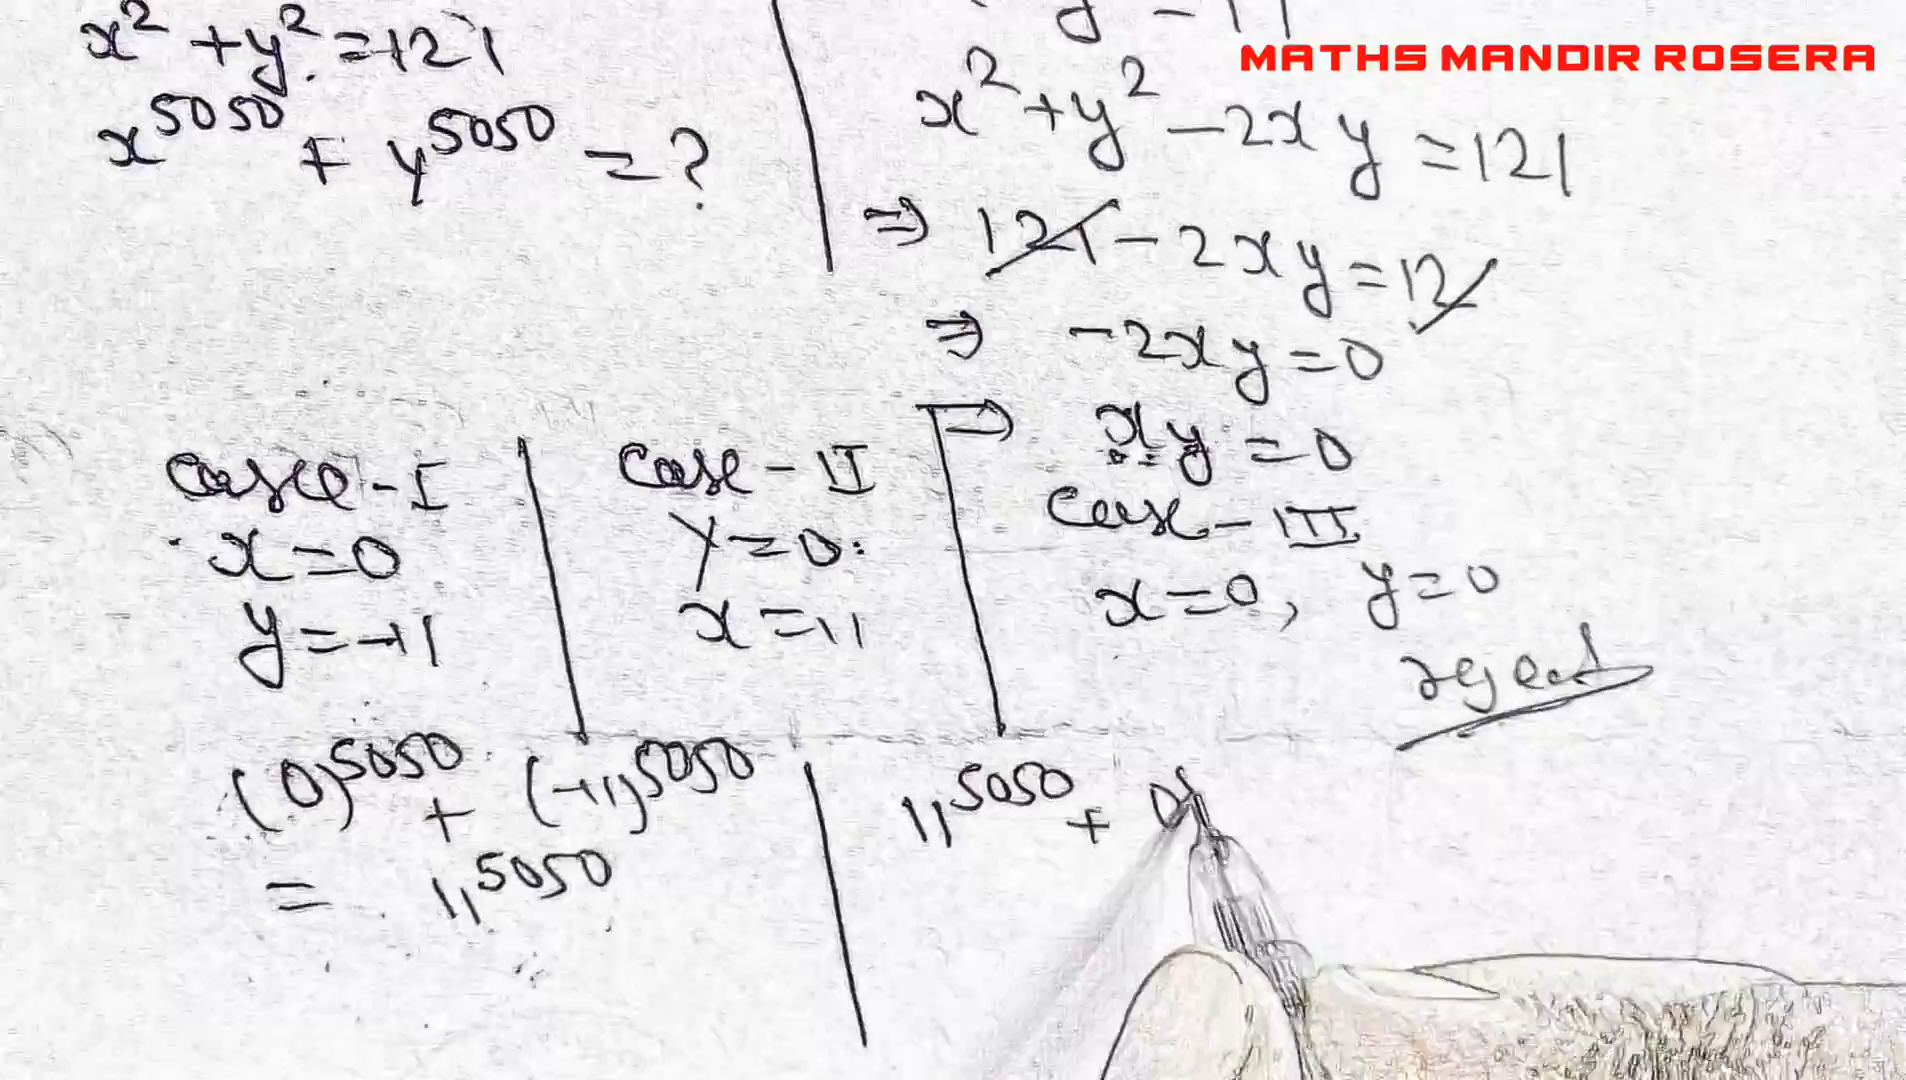 x² + y² = 121
x⁵⁰⁵⁰ + y⁵⁰⁵⁰ = ?
MATHS MANDIR ROSERA
x² + y² - 2xy = 121
⇒ 121 - 2xy = 12
⇒ -2xy = 0
⇒ xy = 0
Case - I
x = 0
y = -11
Case - II
y = 0
x = 11
Case - III
x = 0, y = 0
reject
(0)⁵⁰⁵⁰ + (-11)⁵⁰⁵⁰
= 11⁵⁰⁵⁰
11⁵⁰⁵⁰ + 0